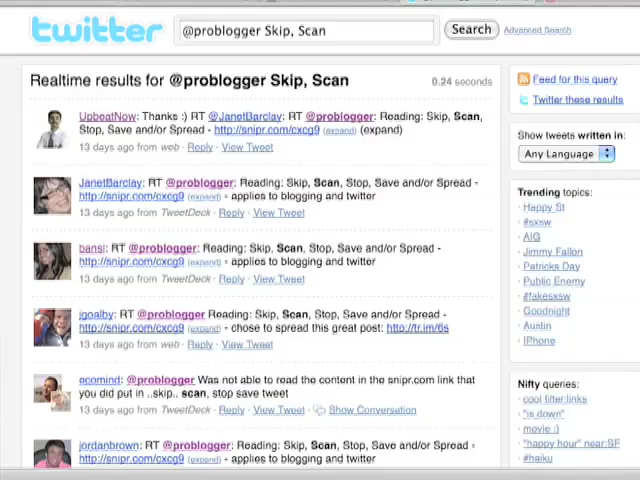 twitter
@problogger Skip, Scan
Search
Advanced Search
Realtime results for @problogger Skip, Scan
0.24 seconds
UpbeatNow: Thanks :) RT @JanetBarclay: RT @problogger: Reading: Skip, Scan,
Stop, Save and/or Spread - http://snipr.com/cxcg9 (expand) (expand)
13 days ago from web · Reply · View Tweet
JanetBarclay: RT @problogger: Reading: Skip, Scan, Stop, Save and/or Spread -
http://snipr.com/cxcg9 (expand) - applies to blogging and twitter
13 days ago from TweetDeck · Reply · View Tweet
bansi: RT @problogger: Reading: Skip, Scan, Stop, Save and/or Spread -
http://snipr.com/cxcg9 (expand) - applies to blogging and twitter
13 days ago from TweetDeck · Reply · View Tweet
jgoalby: RT @problogger Reading: Skip, Scan, Stop, Save and/or Spread -
http://snipr.com/cxcg9 (expand) - chose to spread this great post: http://tr.im/6s
13 days ago from web · Reply · View Tweet
ecomind: @problogger Was not able to read the content in the snipr.com link that
you did put in ..skip.. scan, stop save tweet
13 days ago from TweetDeck · Reply · View Tweet · Show Conversation
jordanbrown: RT @problogger: Reading: Skip, Scan, Stop, Save and/or Spread -
http://snipr.com/cxcg9 (expand) - applies to blogging and twitter
Feed for this query
Twitter these results
Show tweets written in:
Any Language
Trending topics:
· Happy St
· #sxsw
· AIG
· Jimmy Fallon
· Patricks Day
· Public Enemy
· #fakesxsw
· Goodnight
· Austin
· IPhone
Nifty queries:
· cool filter:links
· "is down"
· movie :)
· "happy hour" near:SF
· #haiku